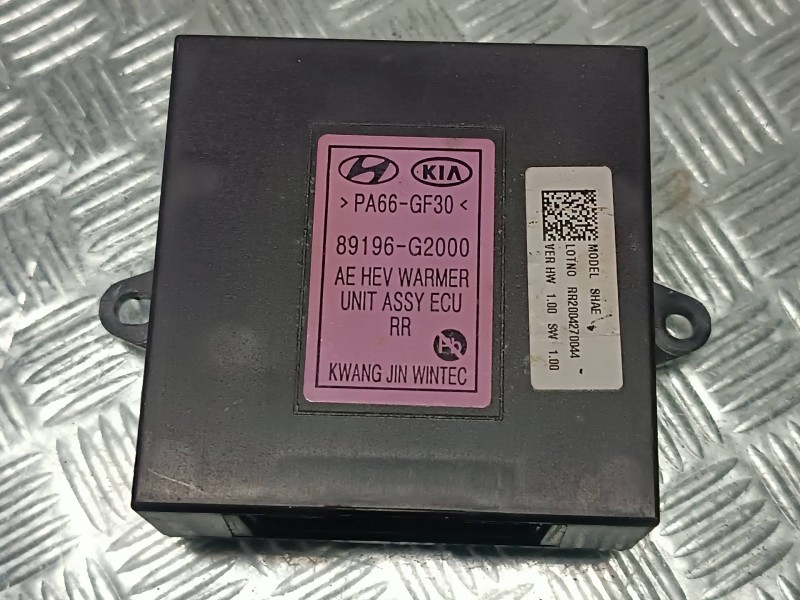 KIA
>PA66-GF30<
89196-G2000
AE HEV WARMER
UNIT ASSY ECU
RR
Pb
KWANG JIN WINTEC
MODEL SHAE
LOTNO RR2004270044
VER HW 1.00 SW 1.00